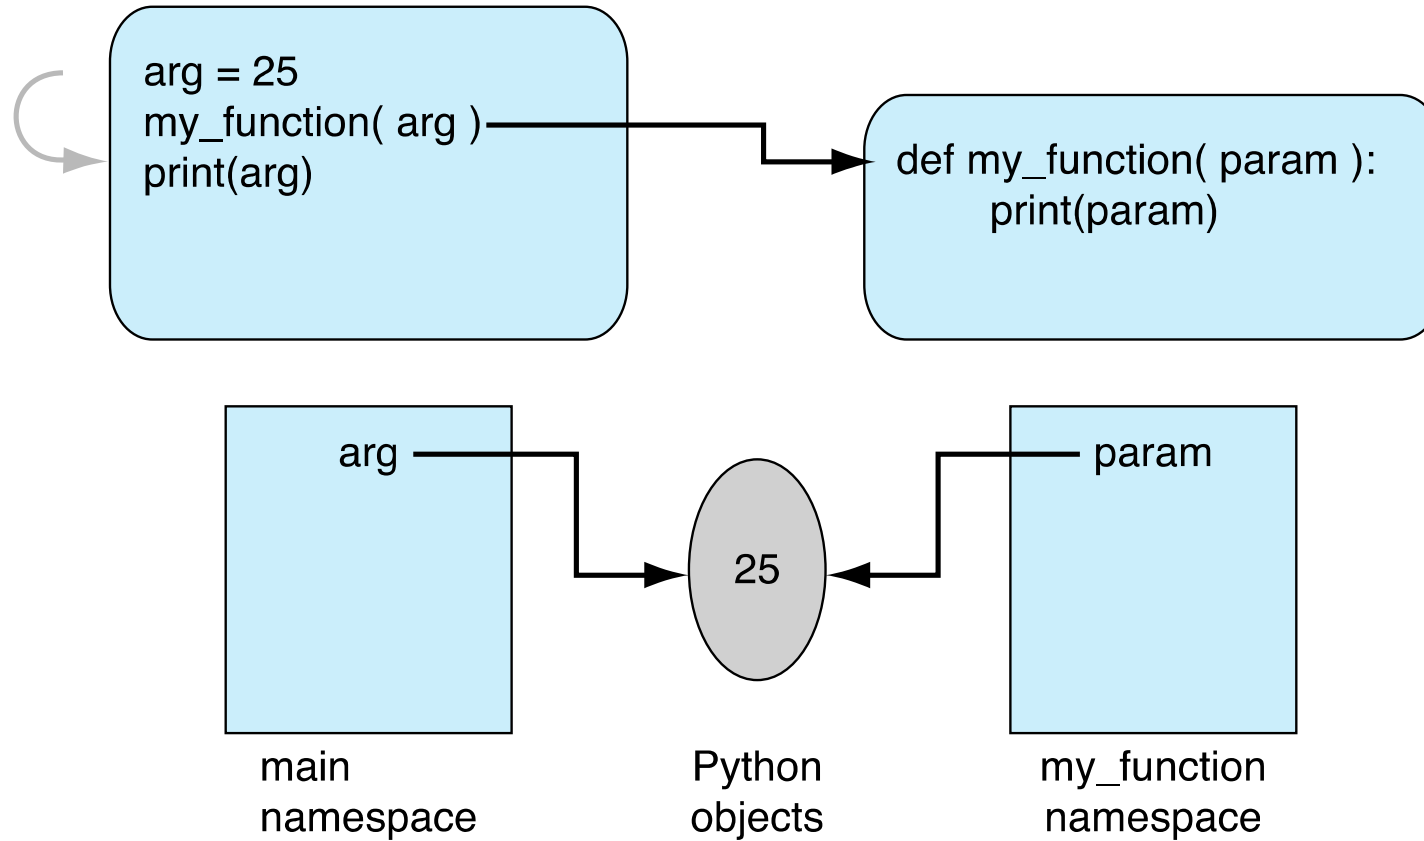 arg = 25
my_function( arg )
print(arg)
def my_function( param ):
print(param)
arg
25
param
main
namespace
Python
objects
my_function
namespace